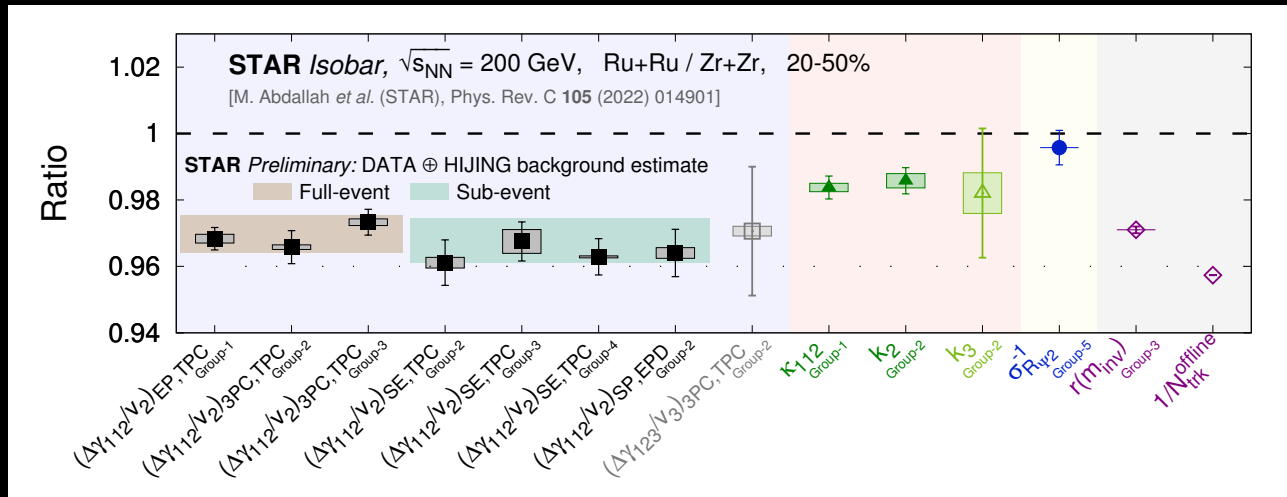 STAR Isobar, √sNN = 200 GeV, Ru+Ru / Zr+Zr, 20-50%
[M. Abdallah et al. (STAR), Phys. Rev. C 105 (2022) 014901]
STAR Preliminary: DATA ⊕ HIJING background estimate
Full-event Sub-event
Ratio
1.02
1
0.98
0.96
0.94
(Δγ112/v2)EP,TPC Group-1
(Δγ112/v2)3PC,TPC Group-2
(Δγ112/v2)3PC,TPC Group-3
(Δγ112/v2)SE,TPC Group-2
(Δγ112/v2)SE,TPC Group-3
(Δγ112/v2)SE,TPC Group-4
(Δγ112/v2)SP,EPD Group-2
(Δγ123/v3)3PC,TPC Group-2
κ112 Group-1
k2 Group-2
k3 Group-2
σ-1RΨ2 Group-5
r(minv) Group-3
1/Nofflinetrk